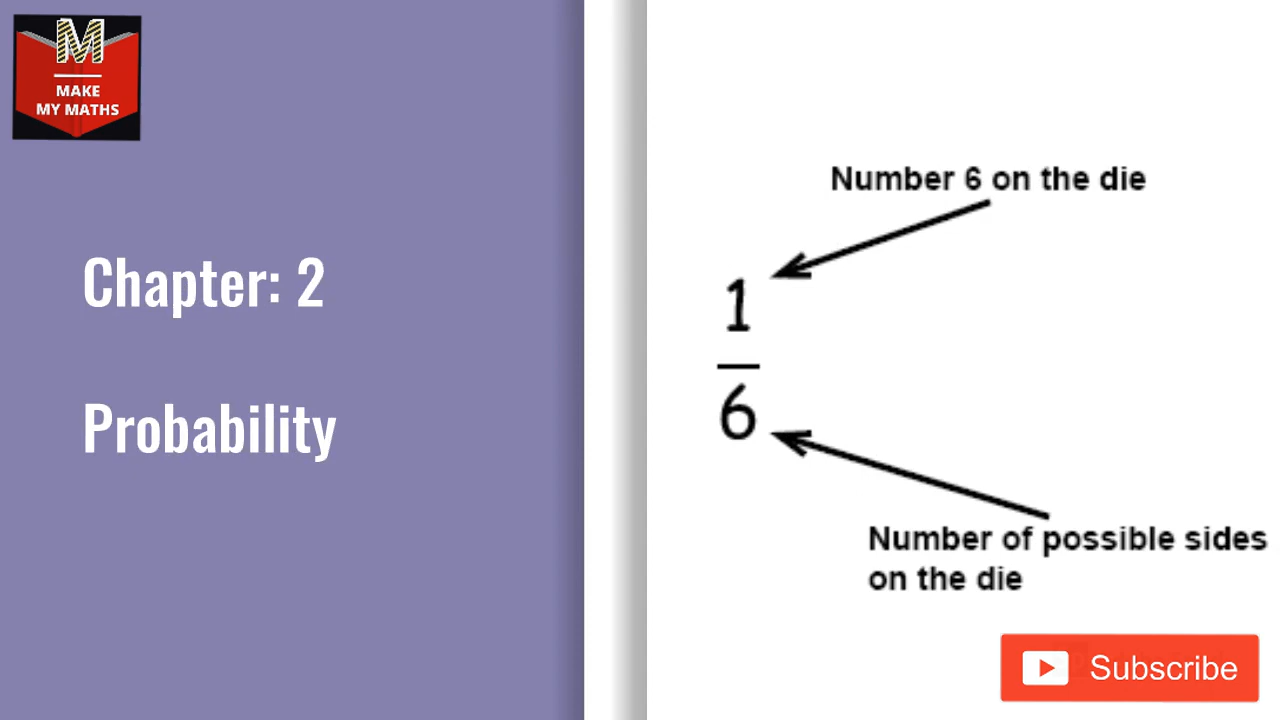 M
MAKE
MY MATHS
Chapter: 2
Probability
Number 6 on the die
1
6
Number of possible sides
on the die
Subscribe